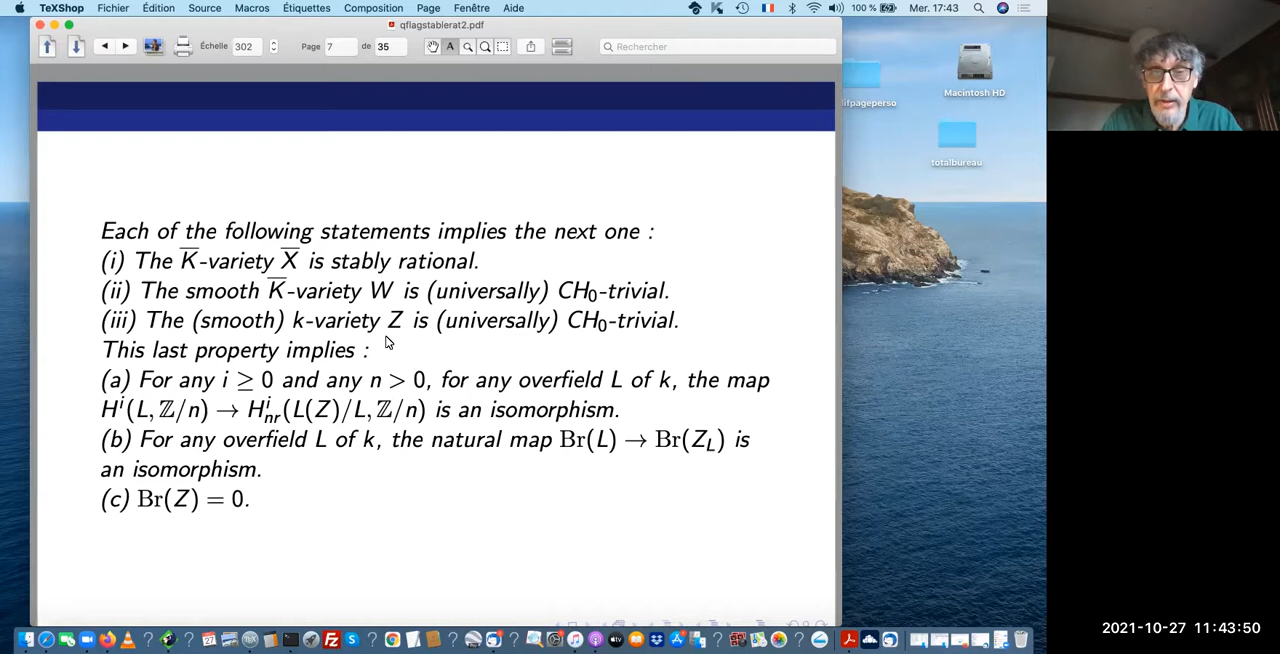 TeXShop Fichier Édition Source Macros Étiquettes Composition Page Fenêtre Aide 100 % Mer. 17:43
qflagstablerat2.pdf
Échelle 302 Page 7 de 35 Rechercher
Macintosh HD
lifpageperso
totalbureau
Each of the following statements implies the next one :
(i) The K̅-variety X̅ is stably rational.
(ii) The smooth K̅-variety W is (universally) CH₀-trivial.
(iii) The (smooth) k-variety Z is (universally) CH₀-trivial.
This last property implies :
(a) For any i ≥ 0 and any n > 0, for any overfield L of k, the map
Hⁱ(L, ℤ/n) → Hⁱₙᵣ(L(Z)/L, ℤ/n) is an isomorphism.
(b) For any overfield L of k, the natural map Br(L) → Br(Z_L) is
an isomorphism.
(c) Br(Z) = 0.
2021-10-27 11:43:50